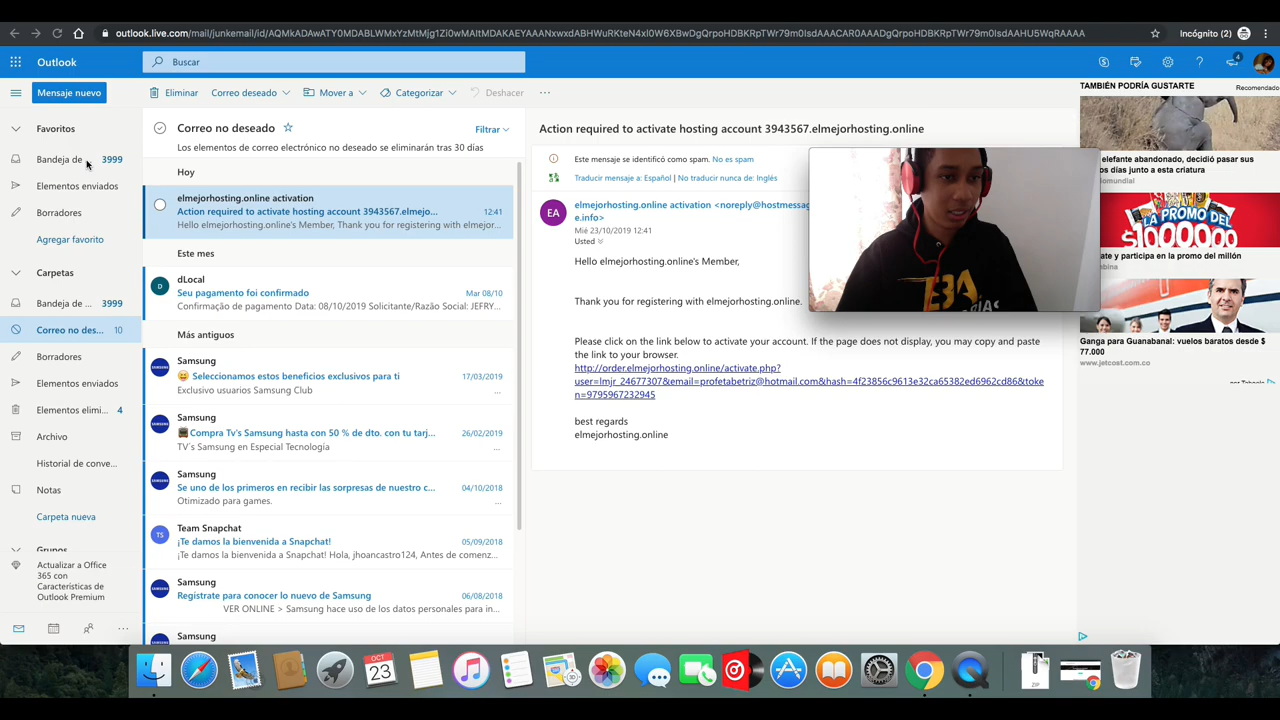 outlook.live.com/mail/junkemail/id/AQMkADAwATY0MDABLWMxYzMtMjg1Zi0wMAItMDAKAEYAAANxwxdABHWuRKteN4xl0W6XBwDgQrpoHDBKRpTWr79m0IsdAAACAR0AAADgQrpoHDBKRpTWr79m0IsdAAHU5WqRAAAA
Incógnito (2)
Outlook
Buscar
4
Mensaje nuevo
Eliminar
Correo deseado
Mover a
Categorizar
Deshacer
Favoritos
Bandeja de
3999
Elementos enviados
Borradores
Agregar favorito
Carpetas
Bandeja de ...
3999
Correo no des...
10
Borradores
Elementos enviados
Elementos elimi...
4
Archivo
Historial de conve...
Notas
Carpeta nueva
Grupos
Actualizar a Office
365 con
Características de
Outlook Premium
Correo no deseado
Filtrar
Los elementos de correo electrónico no deseado se eliminarán tras 30 días
Hoy
elmejorhosting.online activation
Action required to activate hosting account 3943567.elmejo...
12:41
Hello elmejorhosting.online's Member, Thank you for registering with elmejor...
Este mes
D
dLocal
Seu pagamento foi confirmado
Mar 08/10
Confirmação de pagamento Data: 08/10/2019 Solicitante/Razão Social: JEFRY...
Más antiguos
Samsung
😀 Seleccionamos estos beneficios exclusivos para ti
17/03/2019
Exclusivo usuarios Samsung Club
...
Samsung
Compra Tv's Samsung hasta con 50 % de dto. con tu tarj...
26/02/2019
TV´s Samsung en Especial Tecnología
...
Samsung
Se uno de los primeros en recibir las sorpresas de nuestro c...
04/10/2018
Otimizado para games.
...
TS
Team Snapchat
¡Te damos la bienvenida a Snapchat!
05/09/2018
¡Te damos la bienvenida a Snapchat! Hola, jhoancastro124, Antes de comenz...
Samsung
Registrate para conocer lo nuevo de Samsung
06/08/2018
VER ONLINE > Samsung hace uso de los datos personales para in...
Samsung
Action required to activate hosting account 3943567.elmejorhosting.online
Este mensaje se identificó como spam. No es spam
Traducir mensaje a: Español | No traducir nunca de: Inglés
EA
elmejorhosting.online activation <noreply@hostmessag
e.info>
Mié 23/10/2019 12:41
Usted
Hello elmejorhosting.online's Member,
Thank you for registering with elmejorhosting.online.
Please click on the link below to activate your account. If the page does not display, you may copy and paste
the link to your browser.
http://order.elmejorhosting.online/activate.php?
user=lmjr_24677307&email=profetabetriz@hotmail.com&hash=4f23856c9613e32ca65382ed6962cd86&toke
n=9795967232945
best regards
elmejorhosting.online
TAMBIÉN PODRÍA GUSTARTE
Recomendado
elefante abandonado, decidió pasar sus
os días junto a esta criatura
olmundial
LA PROMO DEL
$1000000
ate y participa en la promo del millón
mbina
Ganga para Guanabanal: vuelos baratos desde $
77.000
www.jetcost.com.co
OCT
23
ZIP